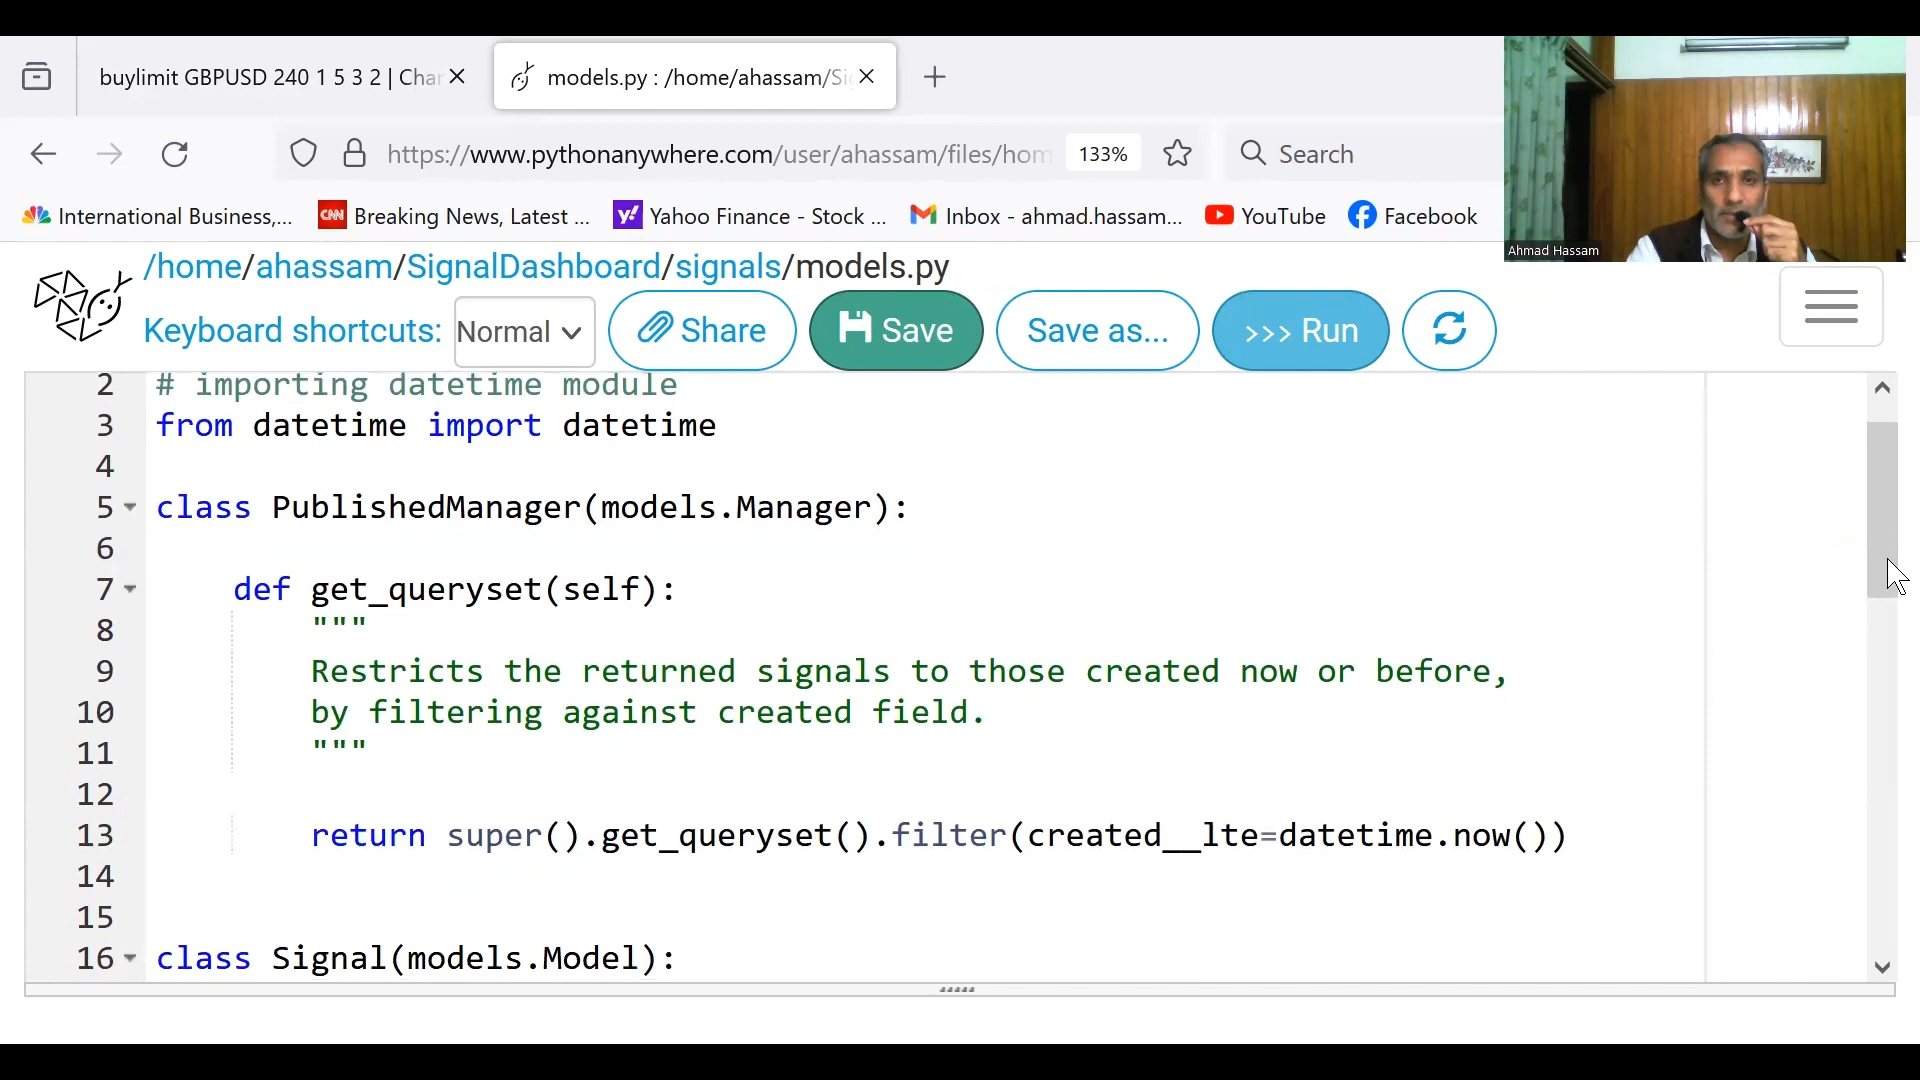 buylimit GBPUSD 240 1 5 3 2 | Char
models.py : /home/ahassam/Si
https://www.pythonanywhere.com/user/ahassam/files/hom
133%
Search
International Business,...
CNN
Breaking News, Latest ...
y!
Yahoo Finance - Stock ...
Inbox - ahmad.hassam...
YouTube
Facebook
Ahmad Hassam
/home/ahassam/SignalDashboard/signals/models.py
Keyboard shortcuts: Normal
Share
Save
Save as...
>>> Run
2 # importing datetime module
3 from datetime import datetime
4
5 class PublishedManager(models.Manager):
6
7 def get_queryset(self):
8 """
9 Restricts the returned signals to those created now or before,
10 by filtering against created field.
11 """
12
13 return super().get_queryset().filter(created__lte=datetime.now())
14
15
16 class Signal(models.Model):